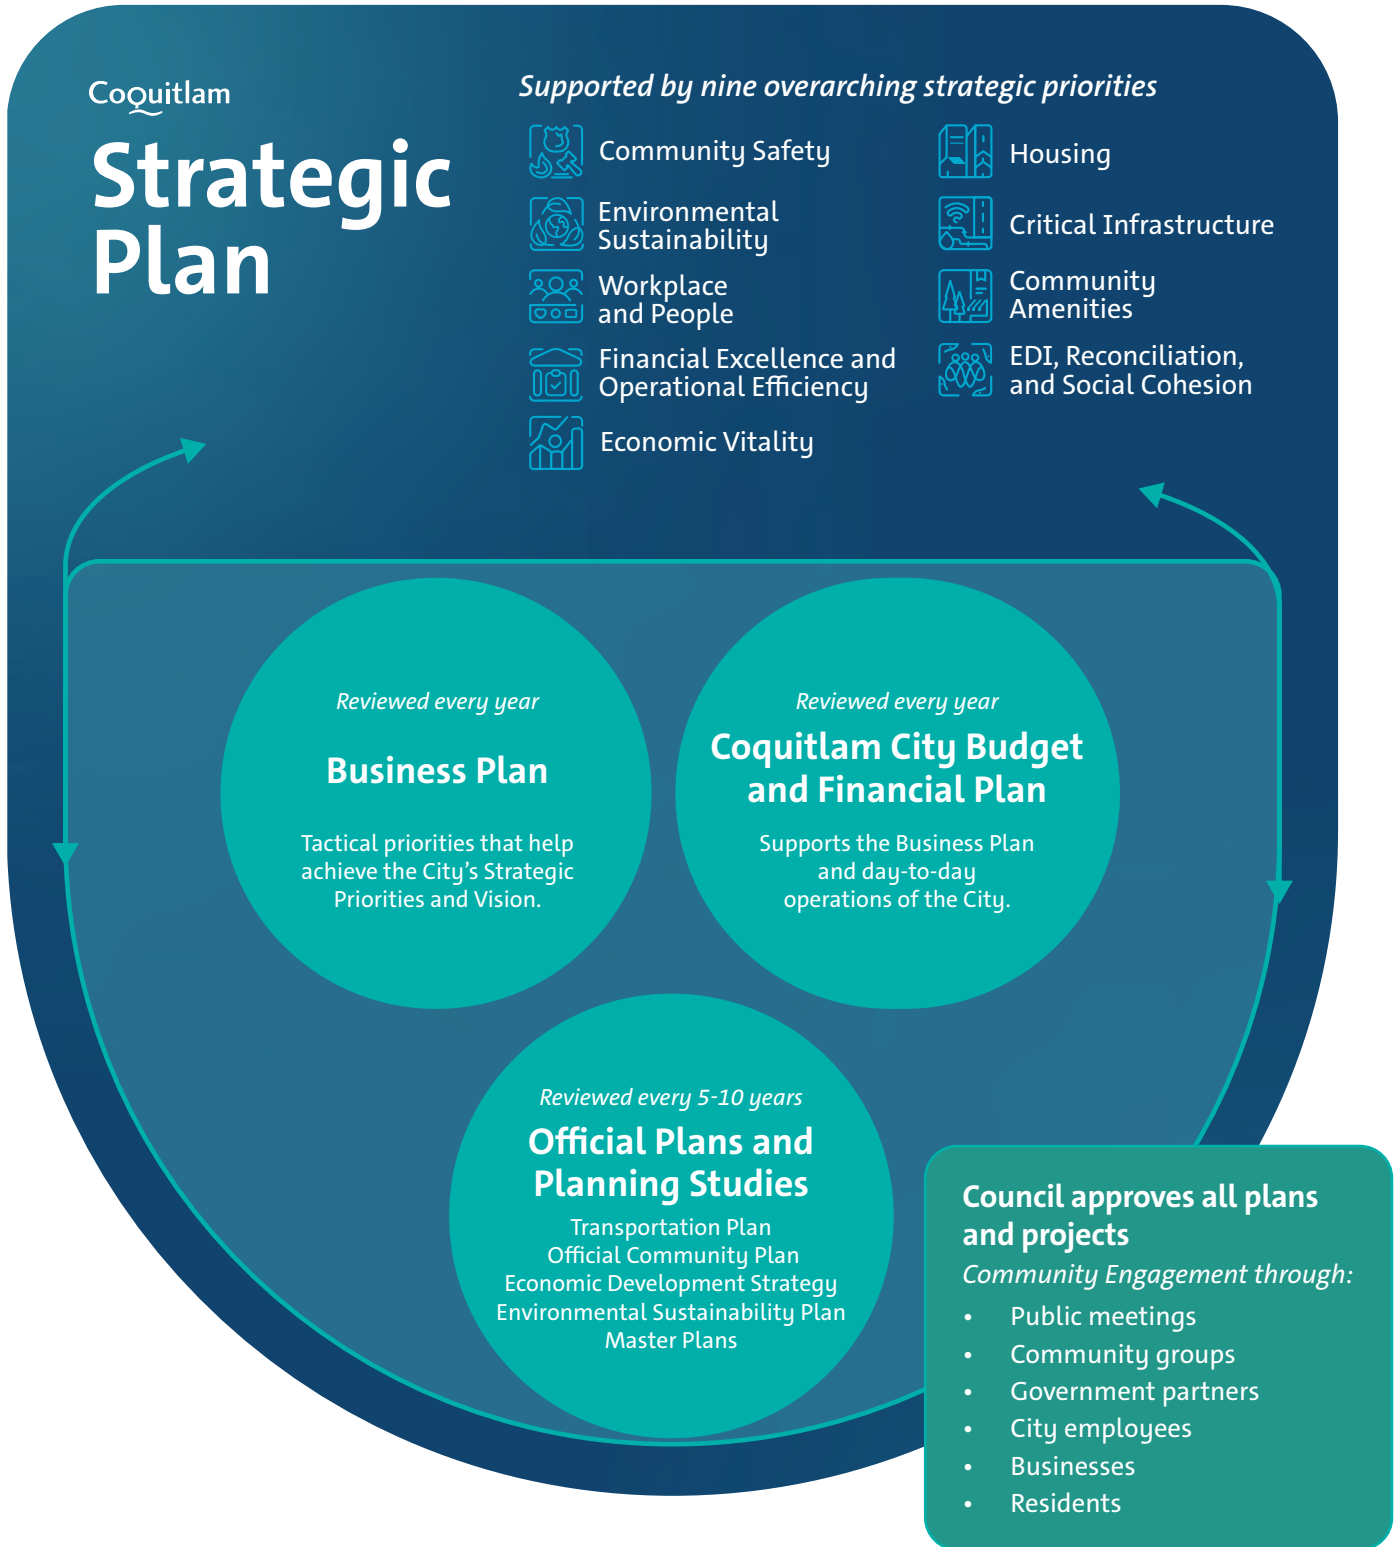 Coquitlam
Strategic
Plan
Supported by nine overarching strategic priorities
Community Safety
Environmental
Sustainability
Workplace
and People
Financial Excellence and
Operational Efficiency
Economic Vitality
Housing
Critical Infrastructure
Community
Amenities
EDI, Reconciliation,
and Social Cohesion
Reviewed every year
Business Plan
Tactical priorities that help
achieve the City’s Strategic
Priorities and Vision.
Reviewed every year
Coquitlam City Budget
and Financial Plan
Supports the Business Plan
and day-to-day
operations of the City.
Reviewed every 5-10 years
Official Plans and
Planning Studies
Transportation Plan
Official Community Plan
Economic Development Strategy
Environmental Sustainability Plan
Master Plans
Council approves all plans
and projects
Community Engagement through:
• Public meetings
• Community groups
• Government partners
• City employees
• Businesses
• Residents